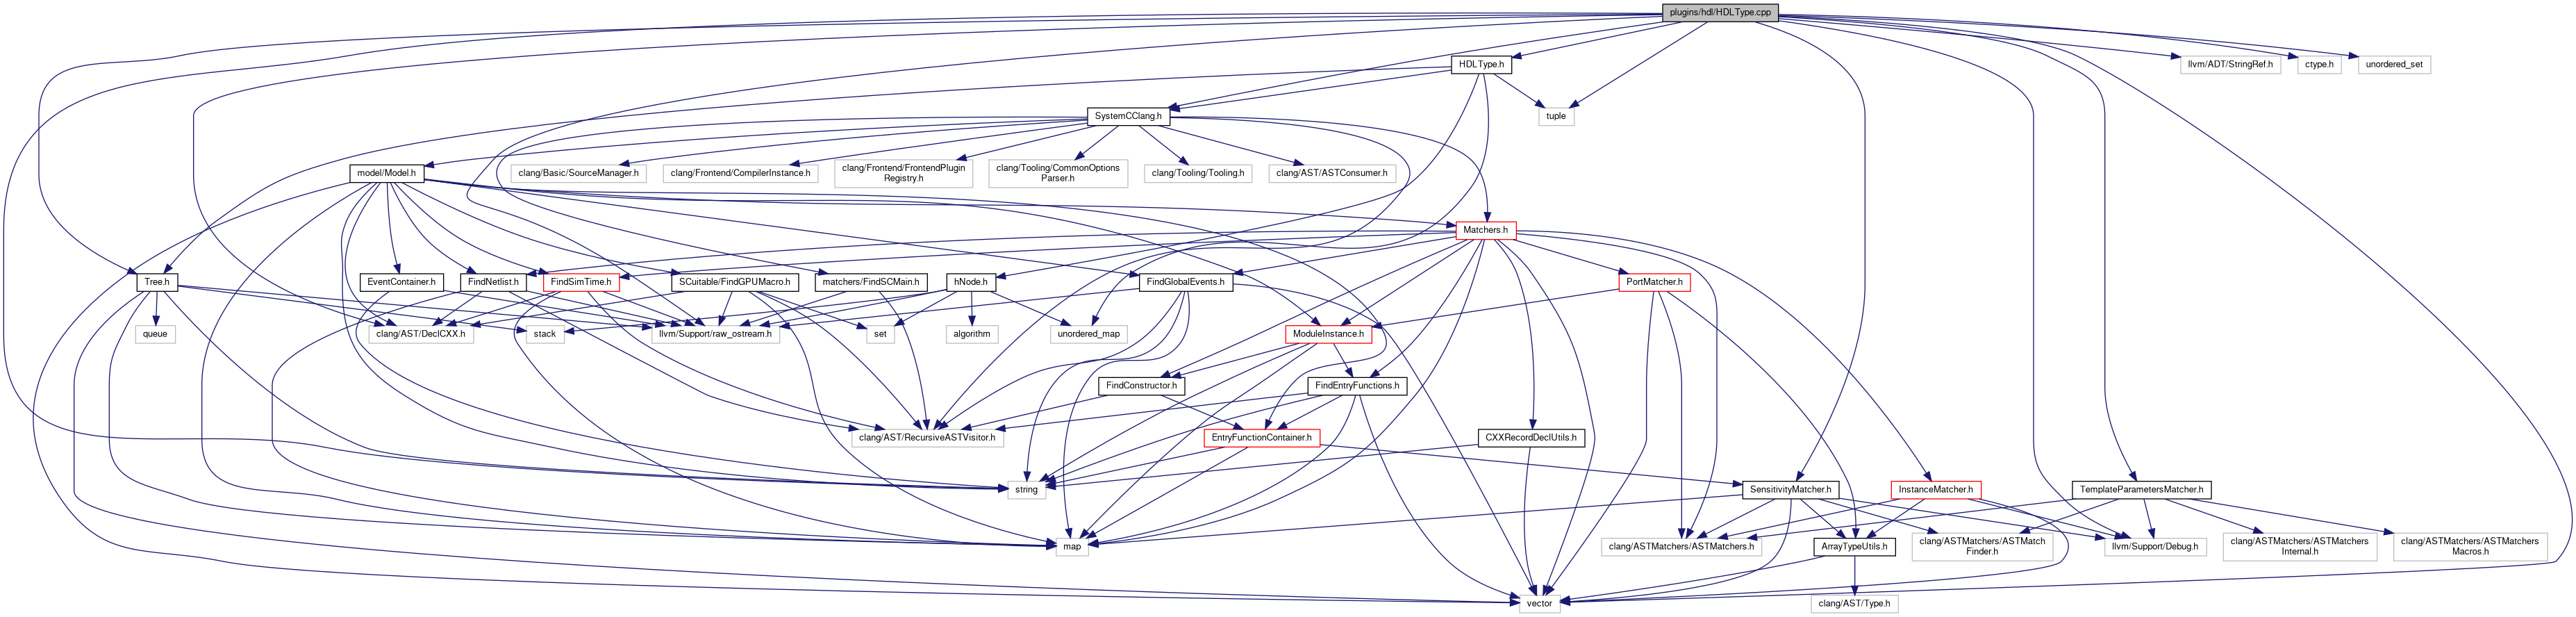 plugins/hdl/HDLType.cpp
HDLType.h
llvm/ADT/StringRef.h
ctype.h
unordered_set
SystemCClang.h
tuple
model/Model.h
clang/Basic/SourceManager.h
clang/Frontend/CompilerInstance.h
clang/Frontend/FrontendPlugin
Registry.h
clang/Tooling/CommonOptions
Parser.h
clang/Tooling/Tooling.h
clang/AST/ASTConsumer.h
Matchers.h
Tree.h
EventContainer.h
FindNetlist.h
FindSimTime.h
SCuitable/FindGPUMacro.h
matchers/FindSCMain.h
hNode.h
FindGlobalEvents.h
PortMatcher.h
queue
clang/AST/DeclCXX.h
stack
llvm/Support/raw_ostream.h
set
algorithm
unordered_map
ModuleInstance.h
FindConstructor.h
FindEntryFunctions.h
clang/AST/RecursiveASTVisitor.h
EntryFunctionContainer.h
CXXRecordDeclUtils.h
string
SensitivityMatcher.h
InstanceMatcher.h
TemplateParametersMatcher.h
map
clang/ASTMatchers/ASTMatchers.h
ArrayTypeUtils.h
clang/ASTMatchers/ASTMatch
Finder.h
llvm/Support/Debug.h
clang/ASTMatchers/ASTMatchers
Internal.h
clang/ASTMatchers/ASTMatchers
Macros.h
vector
clang/AST/Type.h